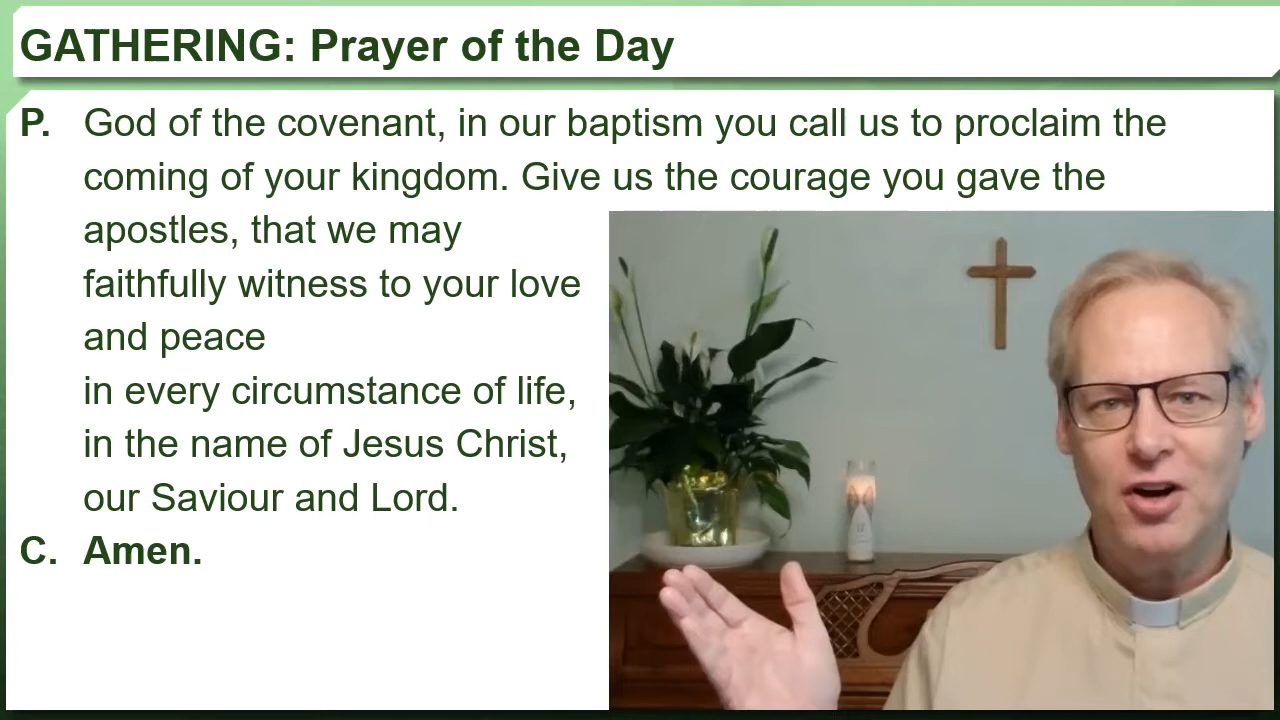 GATHERING: Prayer of the Day
P. God of the covenant, in our baptism you call us to proclaim the
coming of your kingdom. Give us the courage you gave the
apostles, that we may
faithfully witness to your love
and peace
in every circumstance of life,
in the name of Jesus Christ,
our Saviour and Lord.
C. Amen.